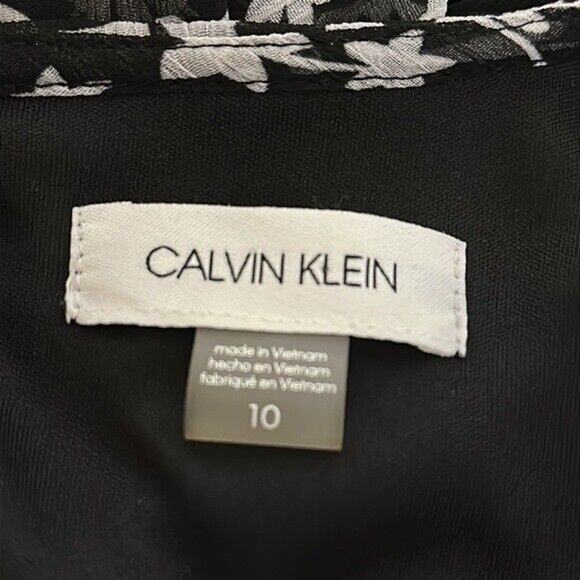 CALVIN KLEIN
made in Vietnam
hecho en Vietnam
fabriqué en Vietnam
10